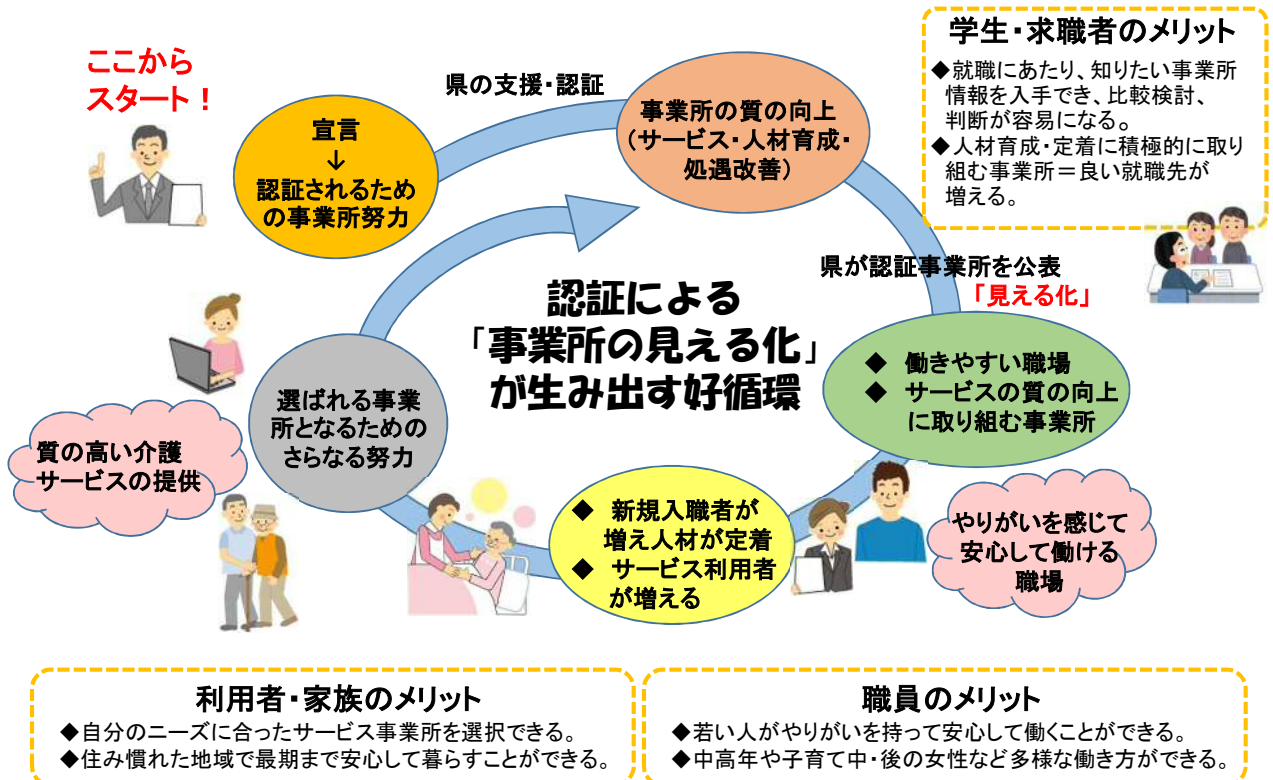 ここから
スタート！
県の支援・認証
宣言
↓
認証されるため
の事業所努力
事業所の質の向上
（サービス・人材育成・
処遇改善）
学生・求職者のメリット
◆就職にあたり、知りたい事業所
情報を入手でき、比較検討、
判断が容易になる。
◆人材育成・定着に積極的に取り
組む事業所＝良い就職先が
増える。
県が認証事業所を公表
「見える化」
認証による
「事業所の見える化」
が生み出す好循環
◆ 働きやすい職場
◆ サービスの質の向上
に取り組む事業所
選ばれる事業
所となるための
さらなる努力
質の高い介護
サービスの提供
◆ 新規入職者が
増え人材が定着
◆ サービス利用者
が増える
やりがいを感じて
安心して働ける
職場
利用者・家族のメリット
◆自分のニーズに合ったサービス事業所を選択できる。
◆住み慣れた地域で最期まで安心して暮らすことができる。
職員のメリット
◆若い人がやりがいを持って安心して働くことができる。
◆中高年や子育て中・後の女性など多様な働き方ができる。